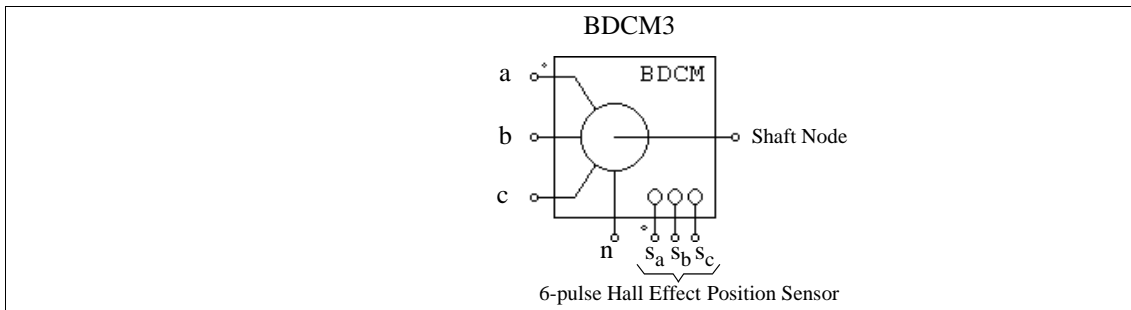 BDCM3
a
BDCM
b
Shaft Node
c
n
sa sb sc
6-pulse Hall Effect Position Sensor